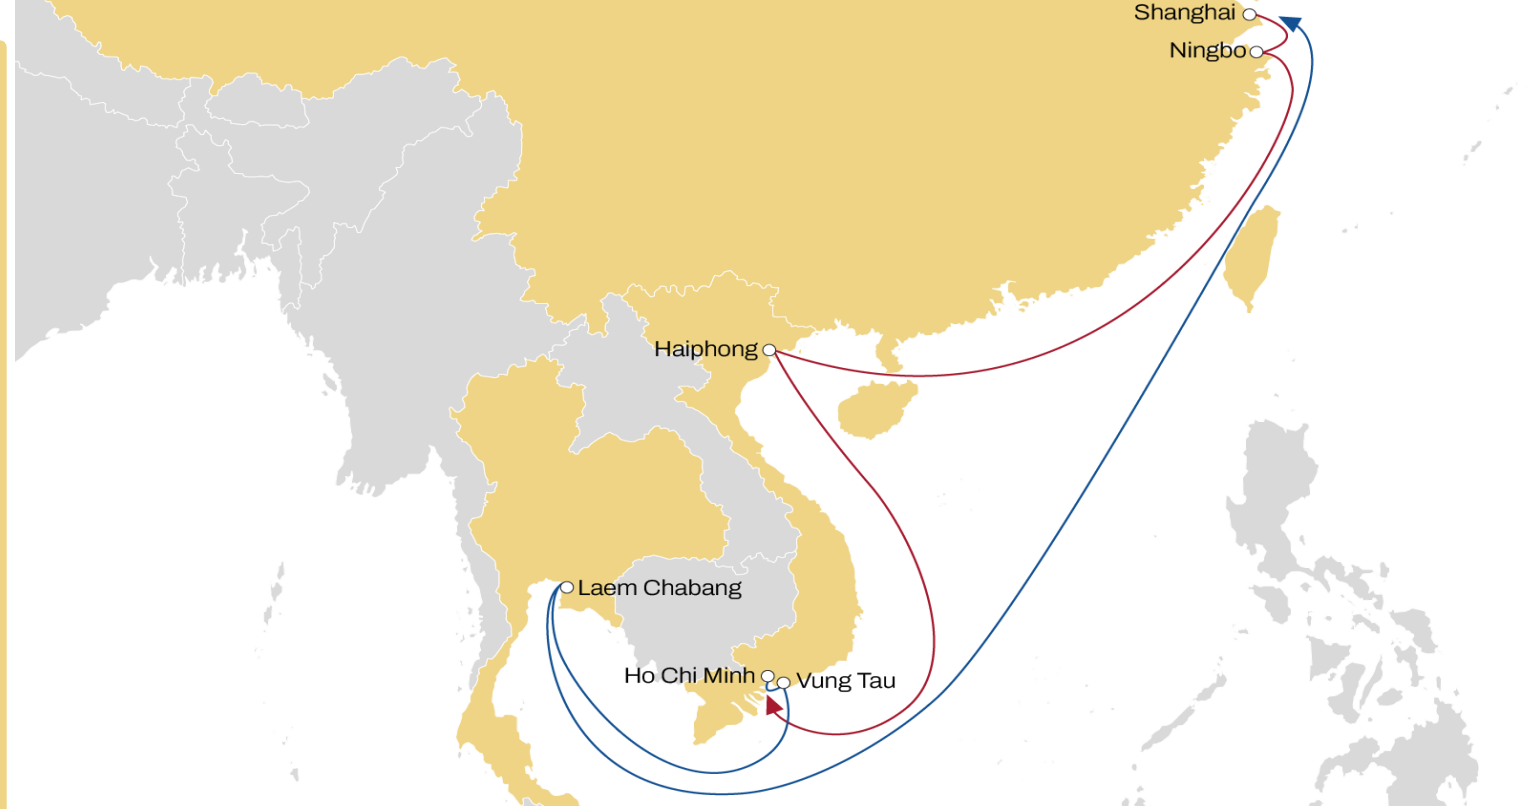 Shanghai
Ningbo
Haiphong
Laem Chabang
Ho Chi Minh
Vung Tau